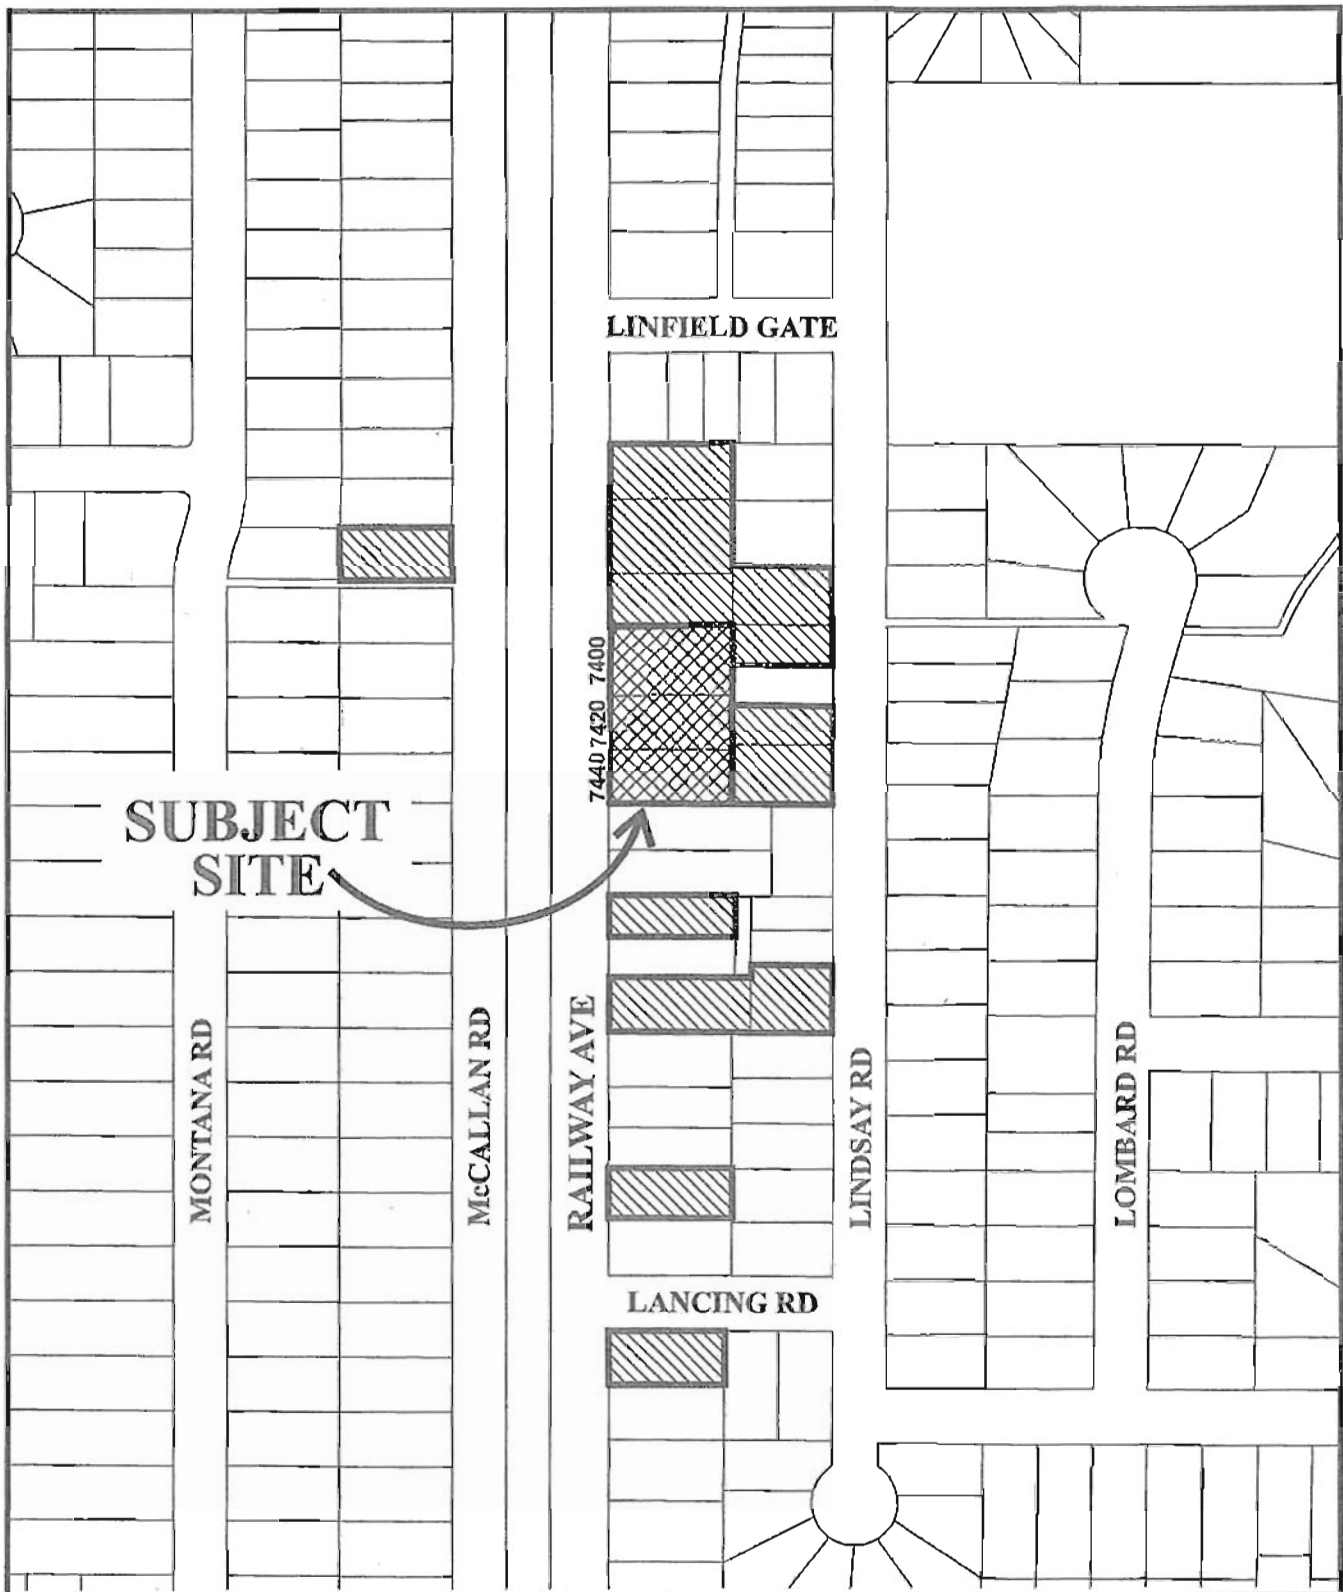 LINFIELD GATE
7400
7420
7440
SUBJECT
SITE
MONTANA RD
McCALLAN RD
RAILWAY AVE
LINDSAY RD
LOMBARD RD
LANCING RD